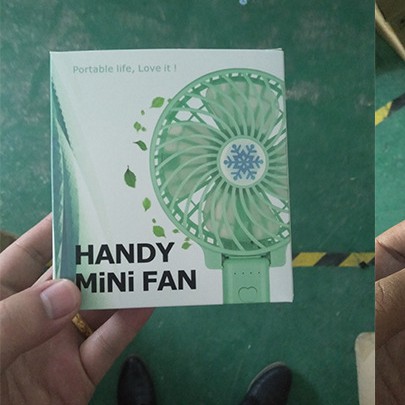 Portable life, Love it !
HANDY
MiNi FAN